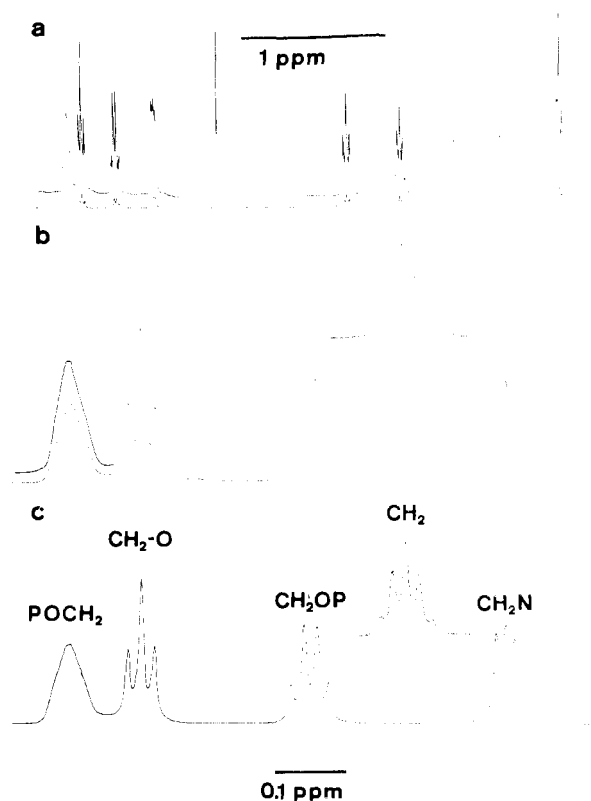 a
1 ppm
b
c
CH₂-O
CH₂
POCH₂
CH₂OP
CH₂N
0.1 ppm